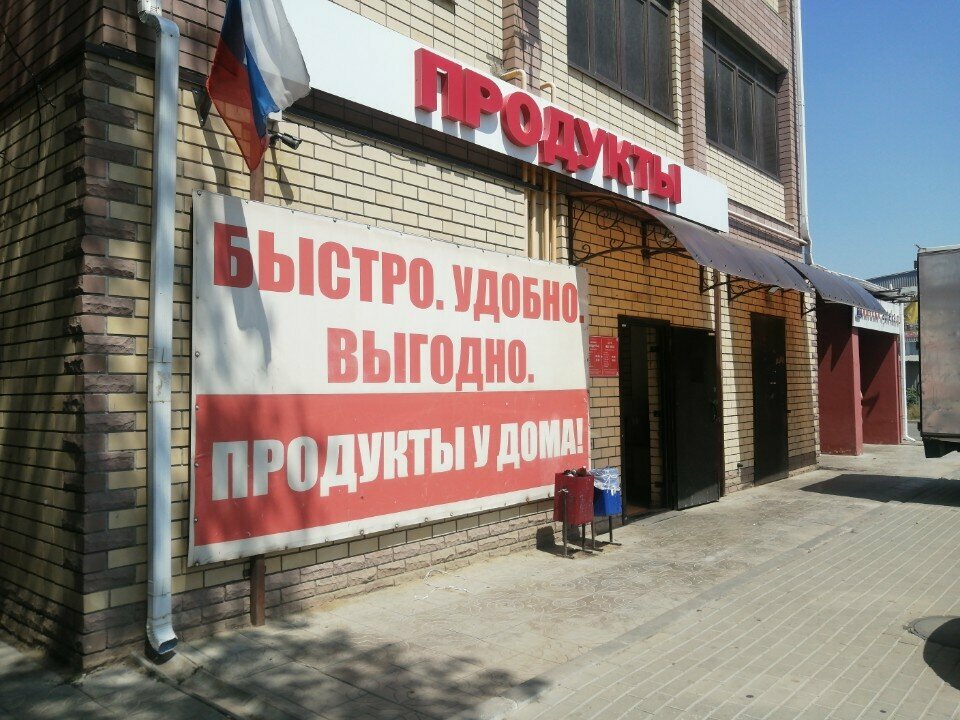 ПРОДУКТЫ
БЫСТРО. УДОБНО.
ВЫГОДНО.
ПРОДУКТЫ У ДОМА!